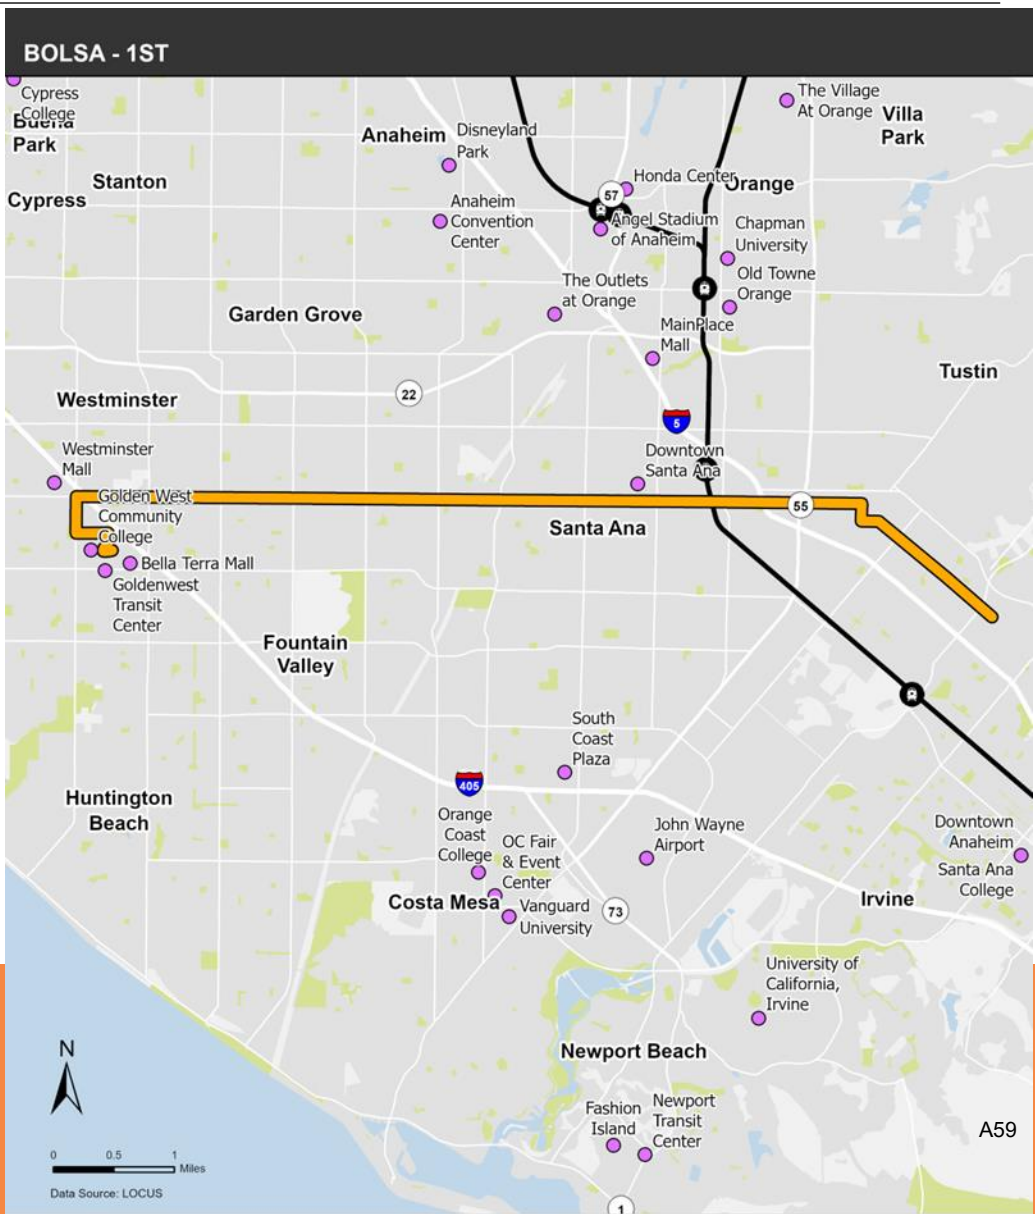 BOLSA - 1ST
Cypress
College
Buena
Park
Stanton
Cypress
Anaheim
Disneyland
Park
Anaheim
Convention
Center
57
Honda Center
Angel Stadium
of Anaheim
The Village
At Orange
Villa
Park
Orange
Chapman
University
Old Towne
Orange
The Outlets
at Orange
MainPlace
Mall
Garden Grove
22
5
Tustin
Westminster
Westminster
Mall
Golden West
Community
College
Bella Terra Mall
Goldenwest
Transit
Center
Downtown
Santa Ana
Santa Ana
55
Fountain
Valley
South
Coast
Plaza
405
Huntington
Beach
Orange
Coast
College
OC Fair
& Event
Center
Costa Mesa
Vanguard
University
John Wayne
Airport
73
Downtown
Anaheim
Santa Ana
College
Irvine
University of
California,
Irvine
Newport Beach
Fashion
Island
Newport
Transit
Center
1
A59
N
0 0.5 1
Miles
Data Source: LOCUS